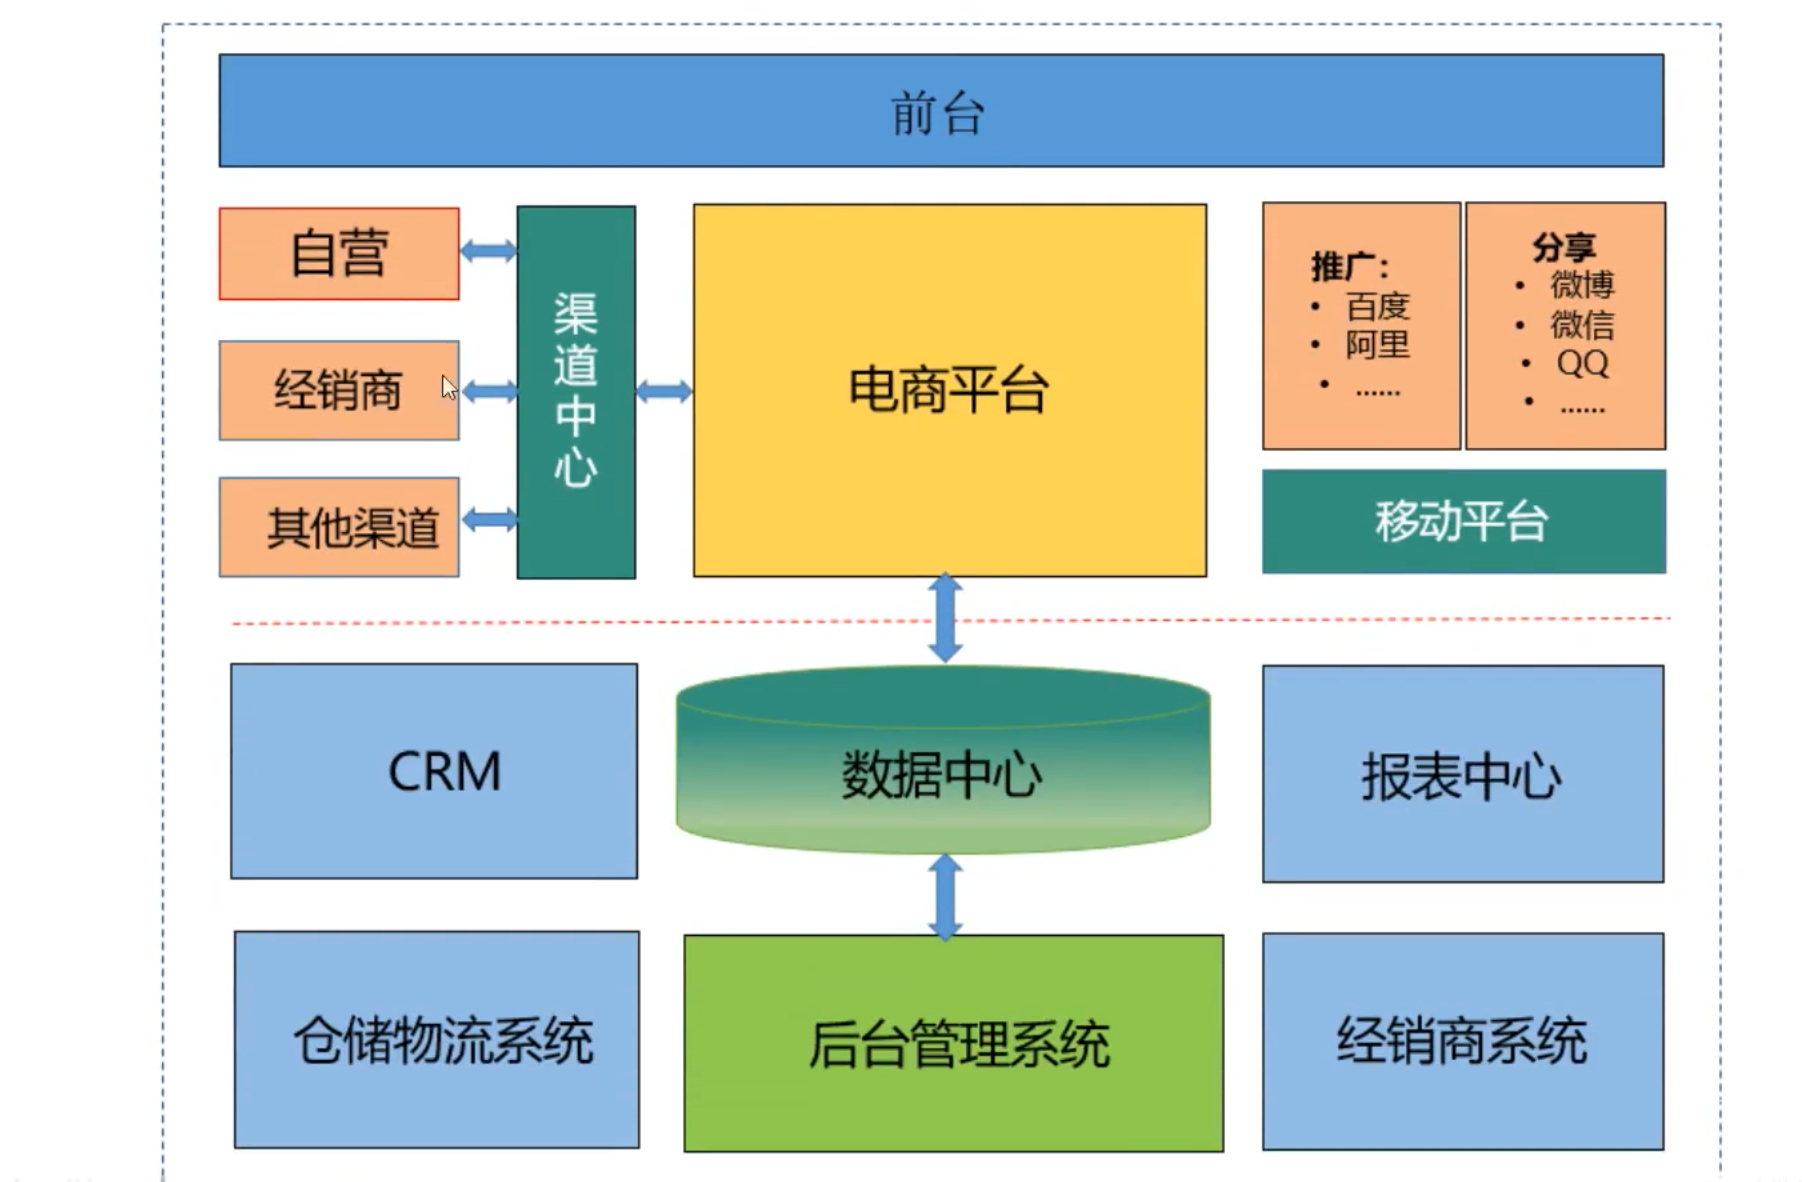 前台
自营
经销商
其他渠道
渠道中心
电商平台
推广：
• 百度
• 阿里
• ......
分享
• 微博
• 微信
• QQ
• ......
移动平台
CRM
数据中心
报表中心
仓储物流系统
后台管理系统
经销商系统